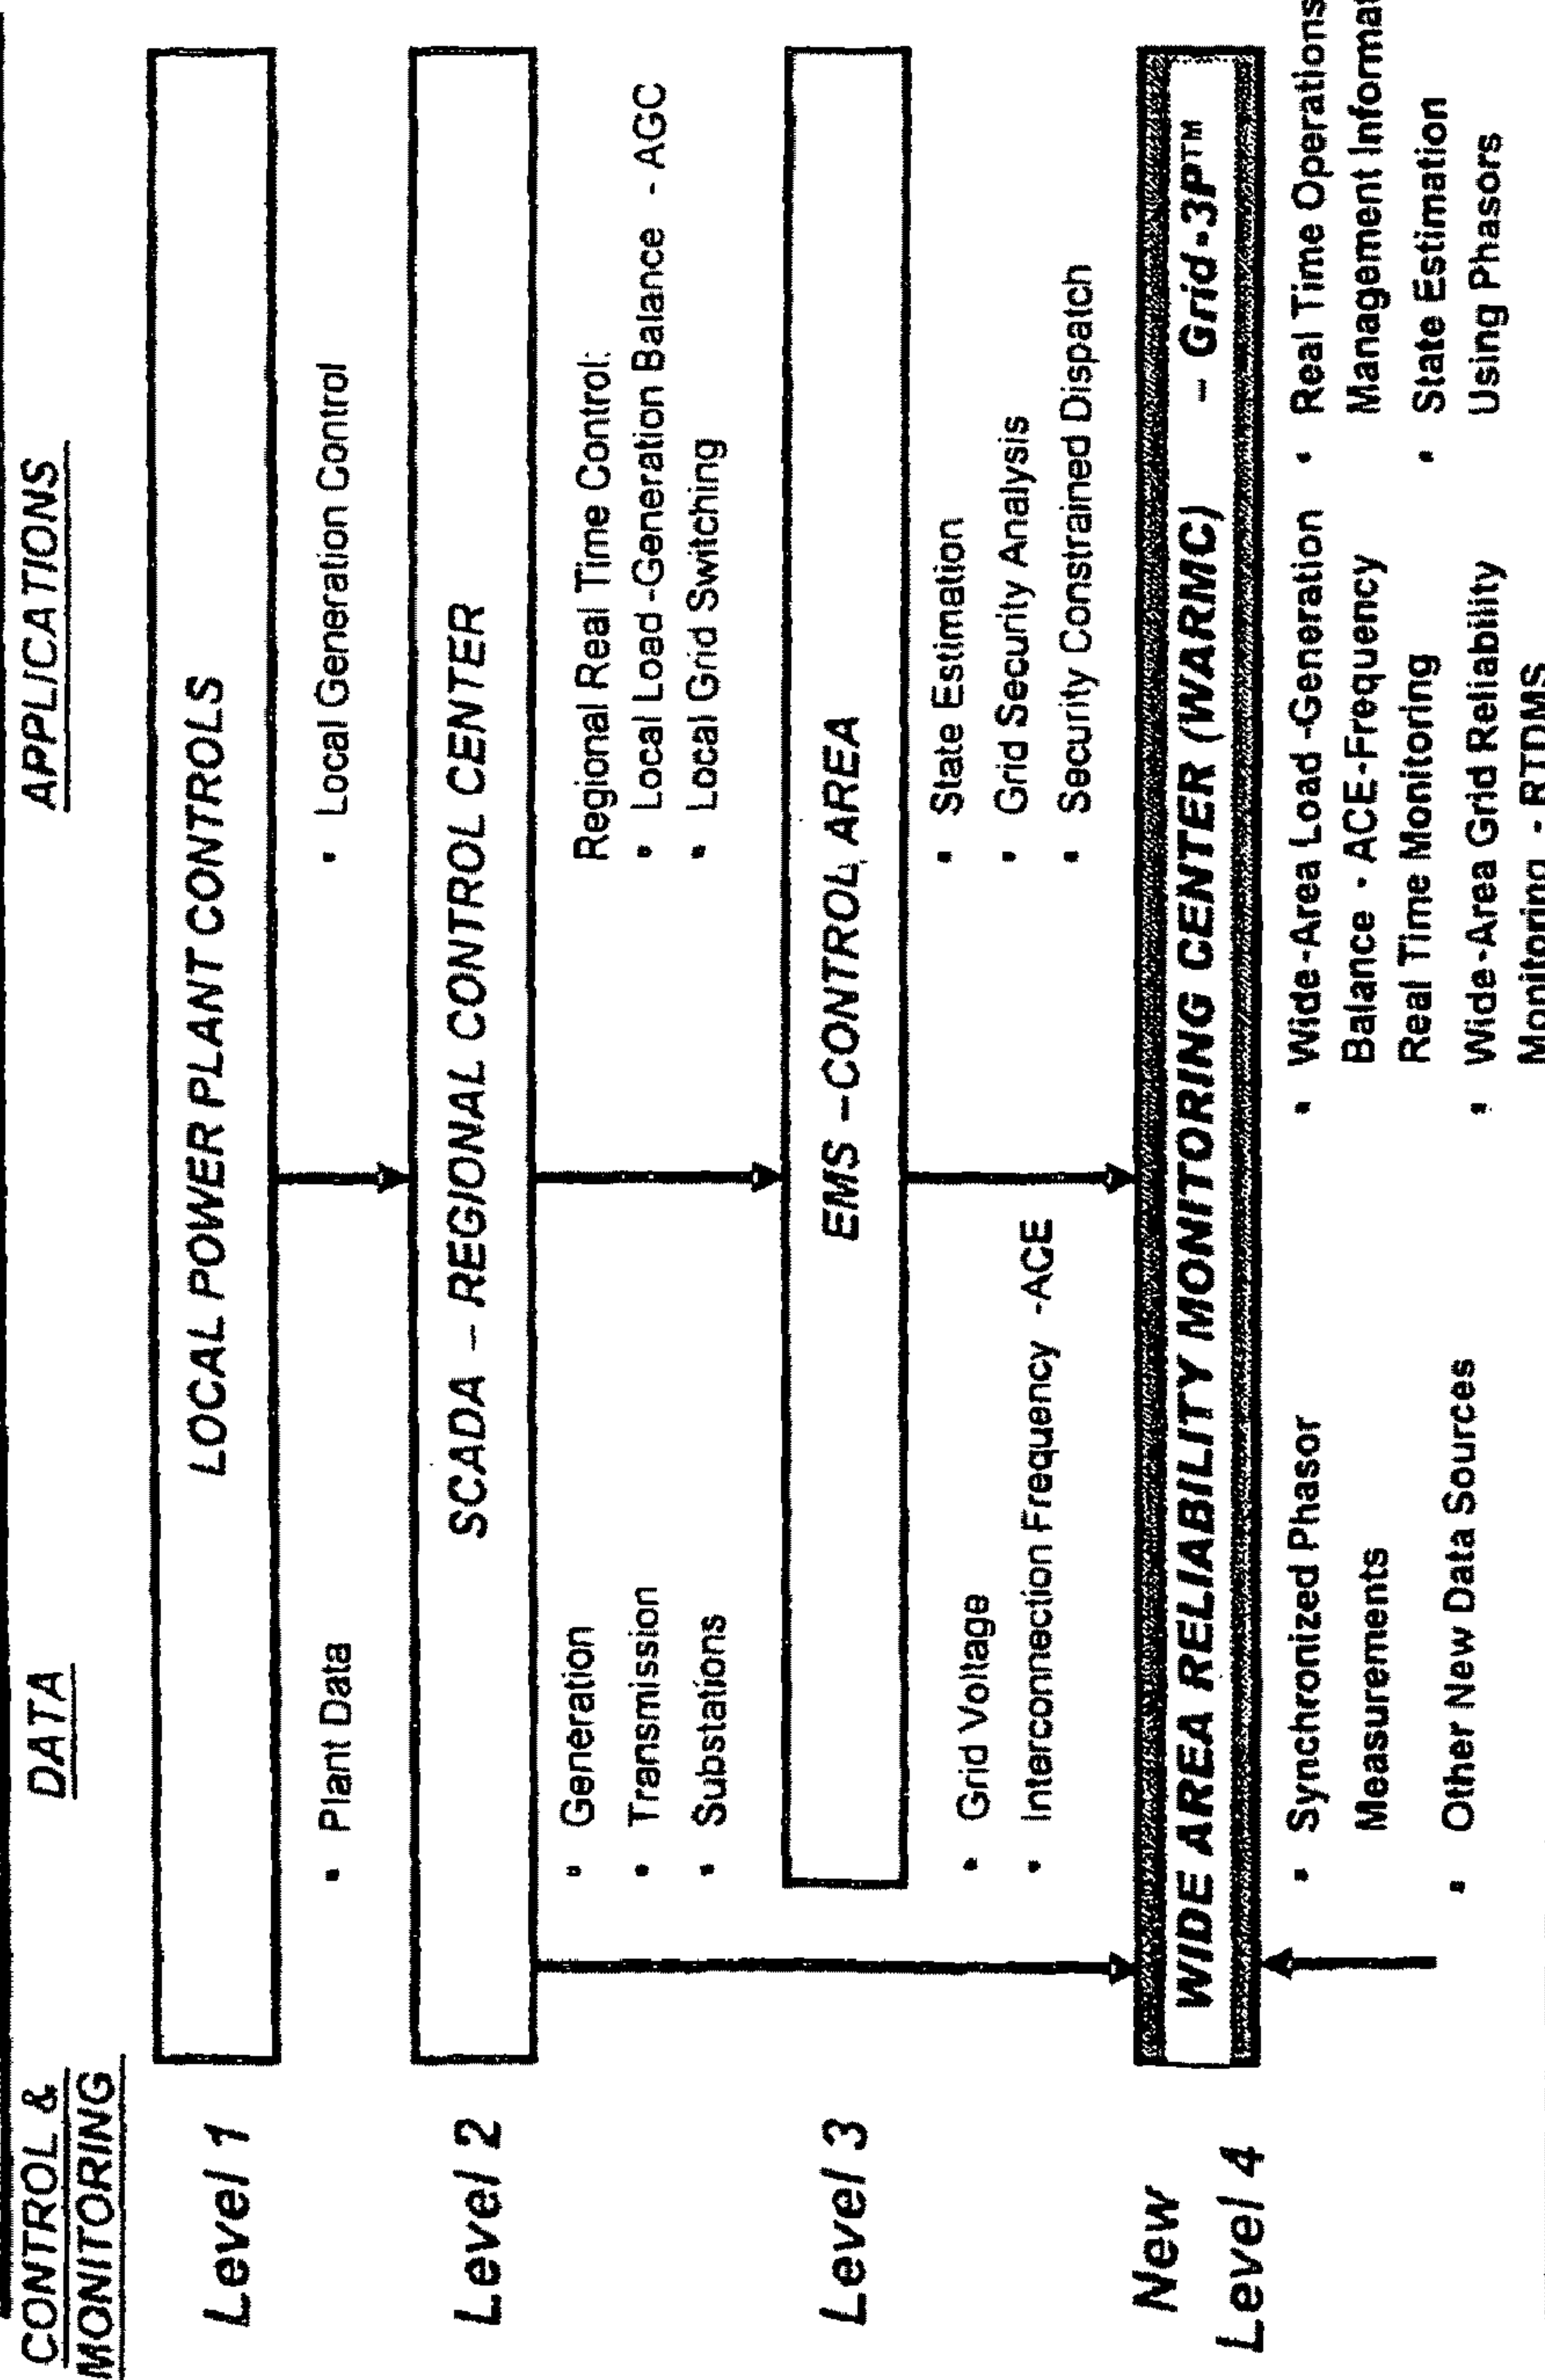 CONTROL &
MONITORING
DATA
APPLICATIONS
Level 1
LOCAL POWER PLANT CONTROLS
• Plant Data
• Local Generation Control
Level 2
SCADA – REGIONAL CONTROL CENTER
• Generation
• Transmission
• Substations
Regional Real Time Control:
• Local Load-Generation Balance - AGC
• Local Grid Switching
Level 3
EMS –CONTROL AREA
• Grid Voltage
• Interconnection Frequency -ACE
• State Estimation
• Grid Security Analysis
• Security Constrained Dispatch
New
Level 4
WIDE AREA RELIABILITY MONITORING CENTER (WARMC) – Grid-3P™
• Synchronized Phasor
Measurements
• Other New Data Sources
• Wide-Area Load-Generation
Balance - ACE-Frequency
Real Time Monitoring
• Wide-Area Grid Reliability
Monitoring - RTDMS
• Real Time Operations
Management
• State Estimation
Using Phasors